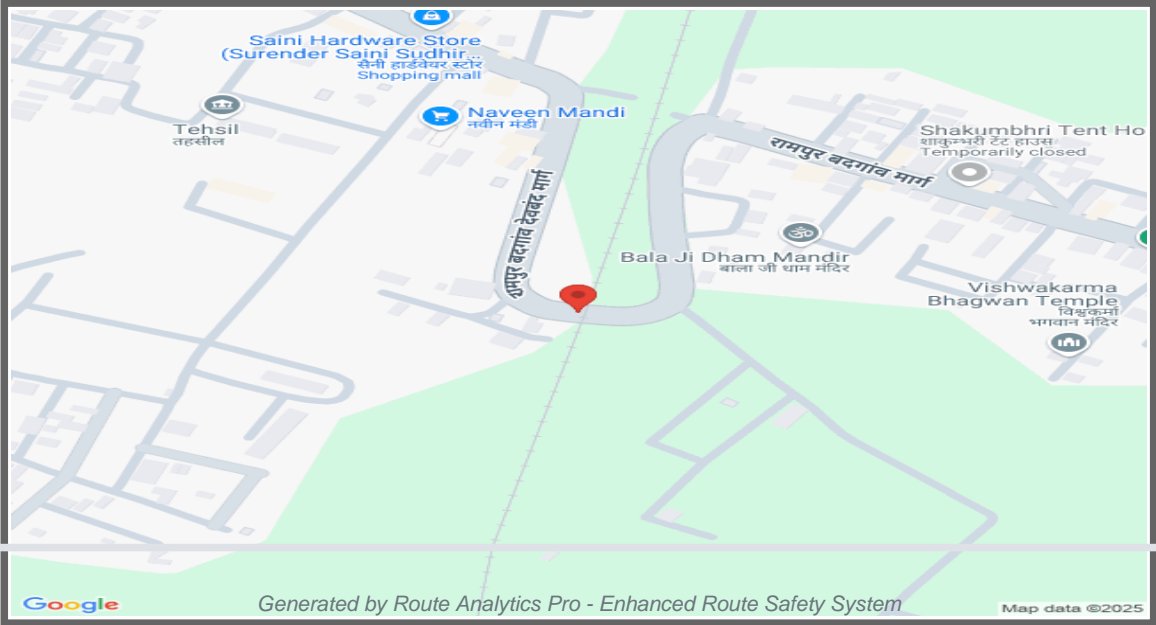 Saini Hardware Store
(Surender Saini Sudhir...
सैनी हार्डवेयर स्टोर
Shopping mall
Naveen Mandi
नवीन मंडी
Tehsil
तहसील
Shakumbhri Tent Ho
शाकुम्भरी टेंट हाउस
Temporarily closed
रामपुर बदगांव मार्ग
रामपुर बदगांव देवबंद मार्ग
Bala Ji Dham Mandir
बाला जी धाम मंदिर
Vishwakarma
Bhagwan Temple
विश्वकर्मा
भगवान मंदिर
Google
Generated by Route Analytics Pro - Enhanced Route Safety System
Map data ©2025